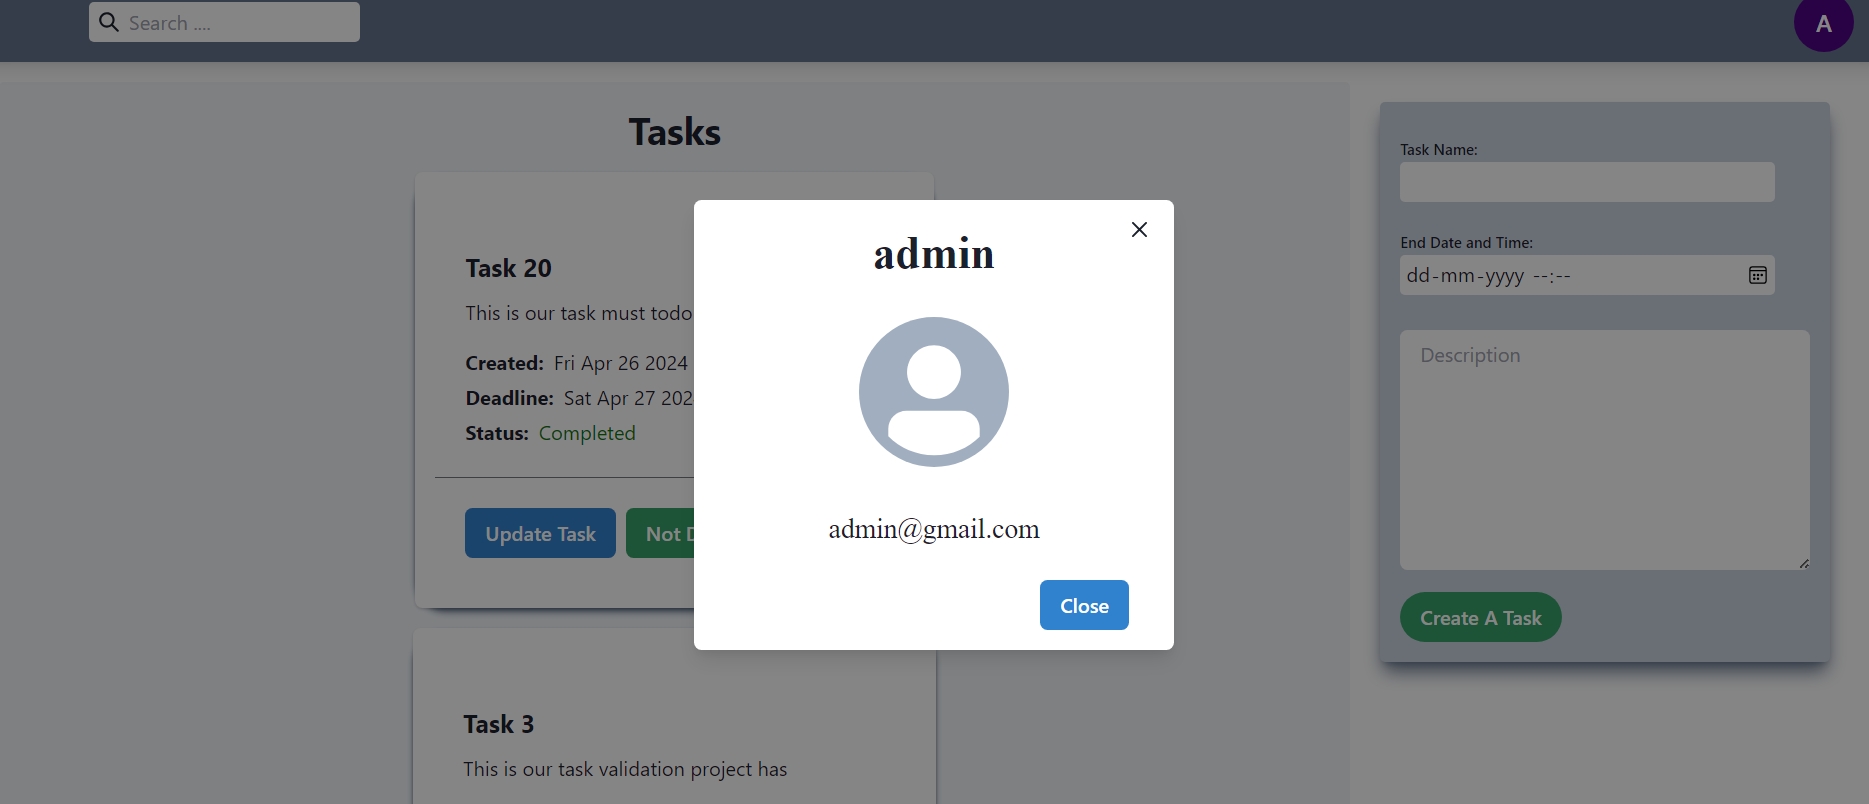 Search ....
A
Tasks
Task 20
This is our task must todo
Created: Fri Apr 26 2024
Deadline: Sat Apr 27 202
Status: Completed
Update Task
Not D
Task 3
This is our task validation project has
admin
admin@gmail.com
Close
Task Name:
End Date and Time:
dd-mm-yyyy --:--
Description
Create A Task